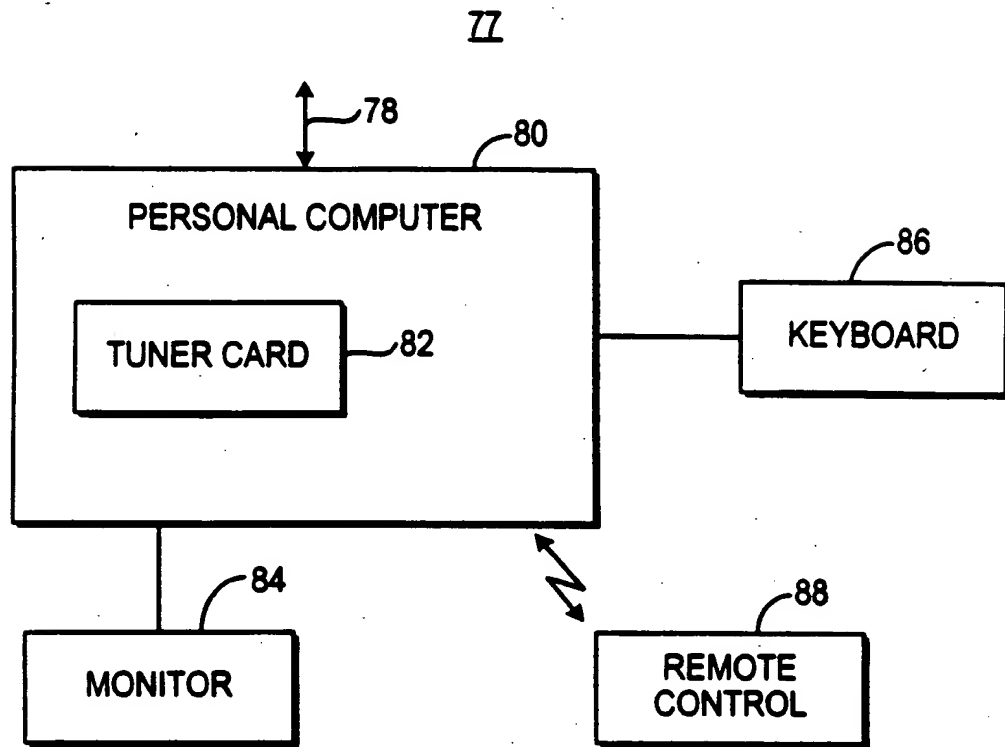 77
78
80
PERSONAL COMPUTER
86
TUNER CARD
82
KEYBOARD
84
88
MONITOR
REMOTE
CONTROL